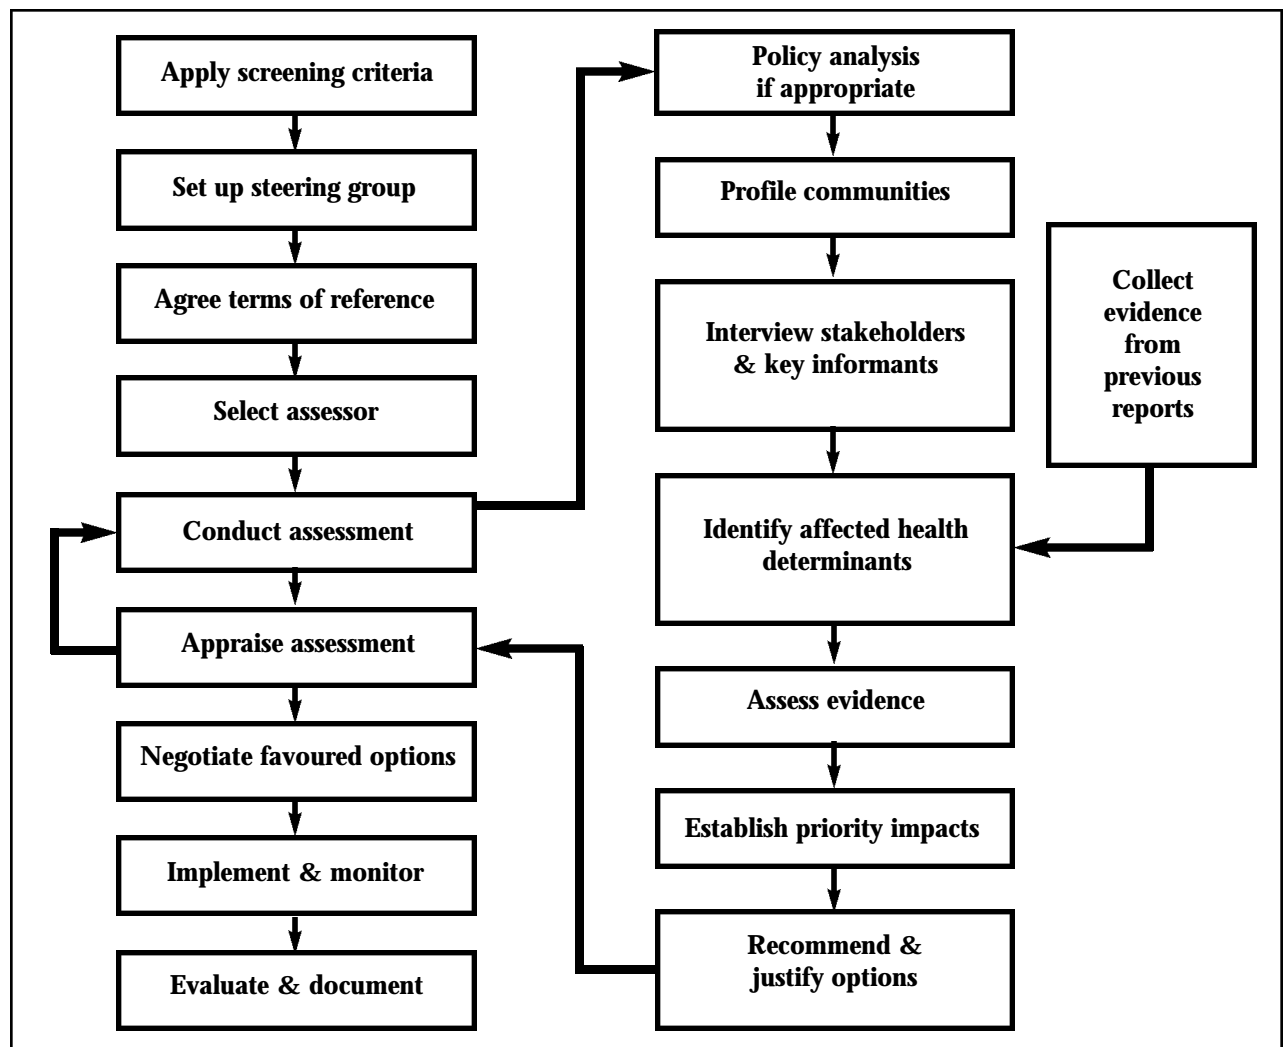 Apply screening criteria
Set up steering group
Agree terms of reference
Select assessor
Conduct assessment
Appraise assessment
Negotiate favoured options
Implement & monitor
Evaluate & document
Policy analysis
if appropriate
Profile communities
Interview stakeholders
& key informants
Identify affected health
determinants
Assess evidence
Establish priority impacts
Recommend &
justify options
Collect
evidence
from
previous
reports